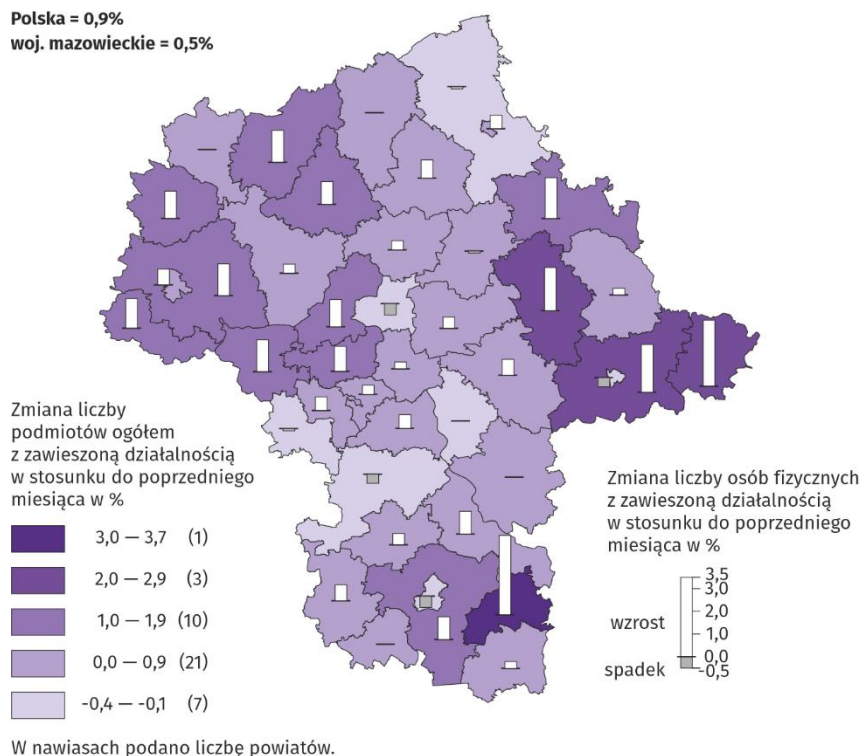 Polska = 0,9%
woj. mazowieckie = 0,5%
Zmiana liczby
podmiotów ogółem
z zawieszoną działalnością
w stosunku do poprzedniego
miesiąca w %
3,0 — 3,7 (1)
2,0 — 2,9 (3)
1,0 — 1,9 (10)
0,0 — 0,9 (21)
-0,4 — -0,1 (7)
Zmiana liczby osób fizycznych
z zawieszoną działalnością
w stosunku do poprzedniego
miesiąca w %
3,5
3,0
2,0
wzrost
1,0
0,0
spadek
-0,5
W nawiasach podano liczbę powiatów.